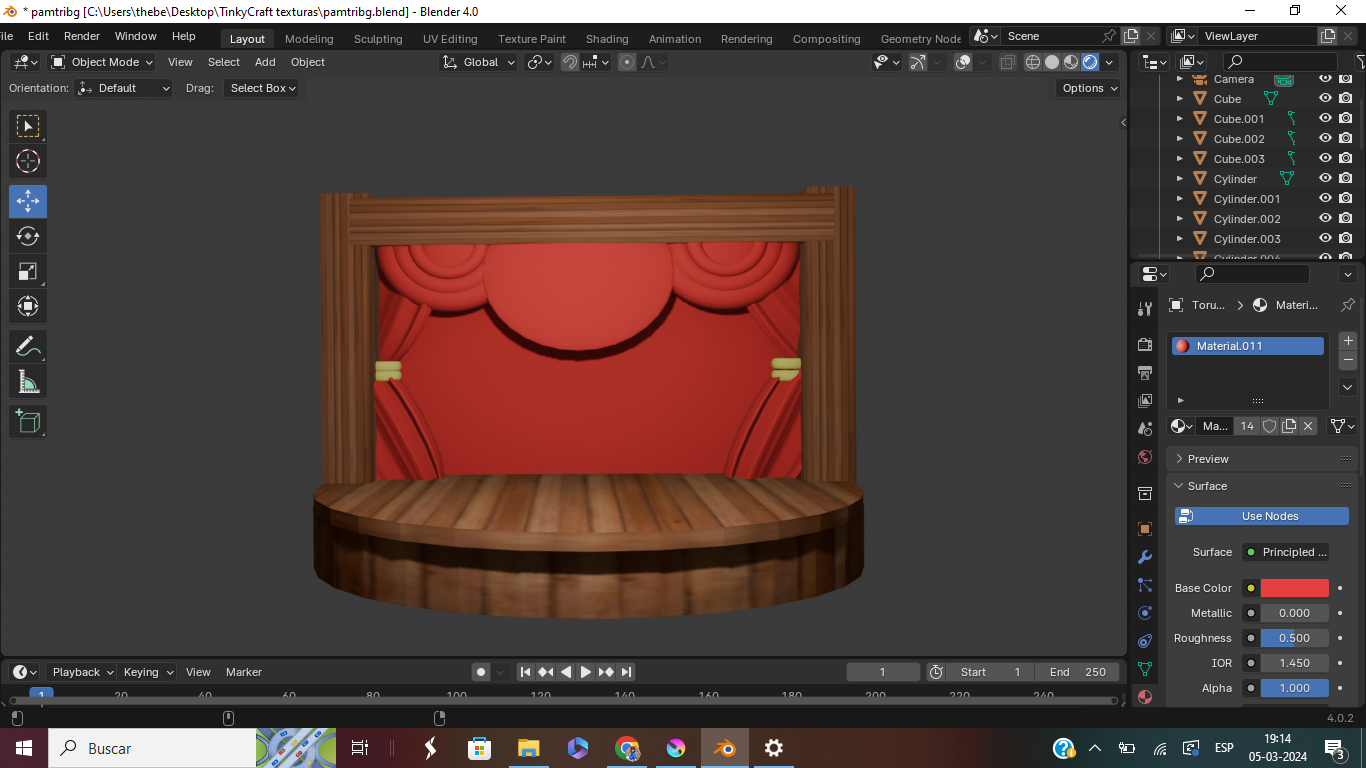 * pamtribg [C:\Users\thebe\Desktop\TinkyCraft texturas\pamtribg.blend] - Blender 4.0
ile Edit Render Window Help Layout Modeling Sculpting UV Editing Texture Paint Shading Animation Rendering Compositing Geometry Node Scene ViewLayer
Object Mode View Select Add Object Global
Orientation: Default Drag: Select Box Options
Camera
Cube
Cube.001
Cube.002
Cube.003
Cylinder
Cylinder.001
Cylinder.002
Cylinder.003
Cylinder.004
Toru... Materi...
Material.011
Ma... 14
Preview
Surface
Use Nodes
Surface Principled ...
Base Color
Metallic 0.000
Roughness 0.500
IOR 1.450
Alpha 1.000
Playback Keying View Marker 1 Start 1 End 250
1 20 40 60 80 100 120 140 160 180 200 220 240
4.0.2
Buscar
ESP
19:14
05-03-2024
3